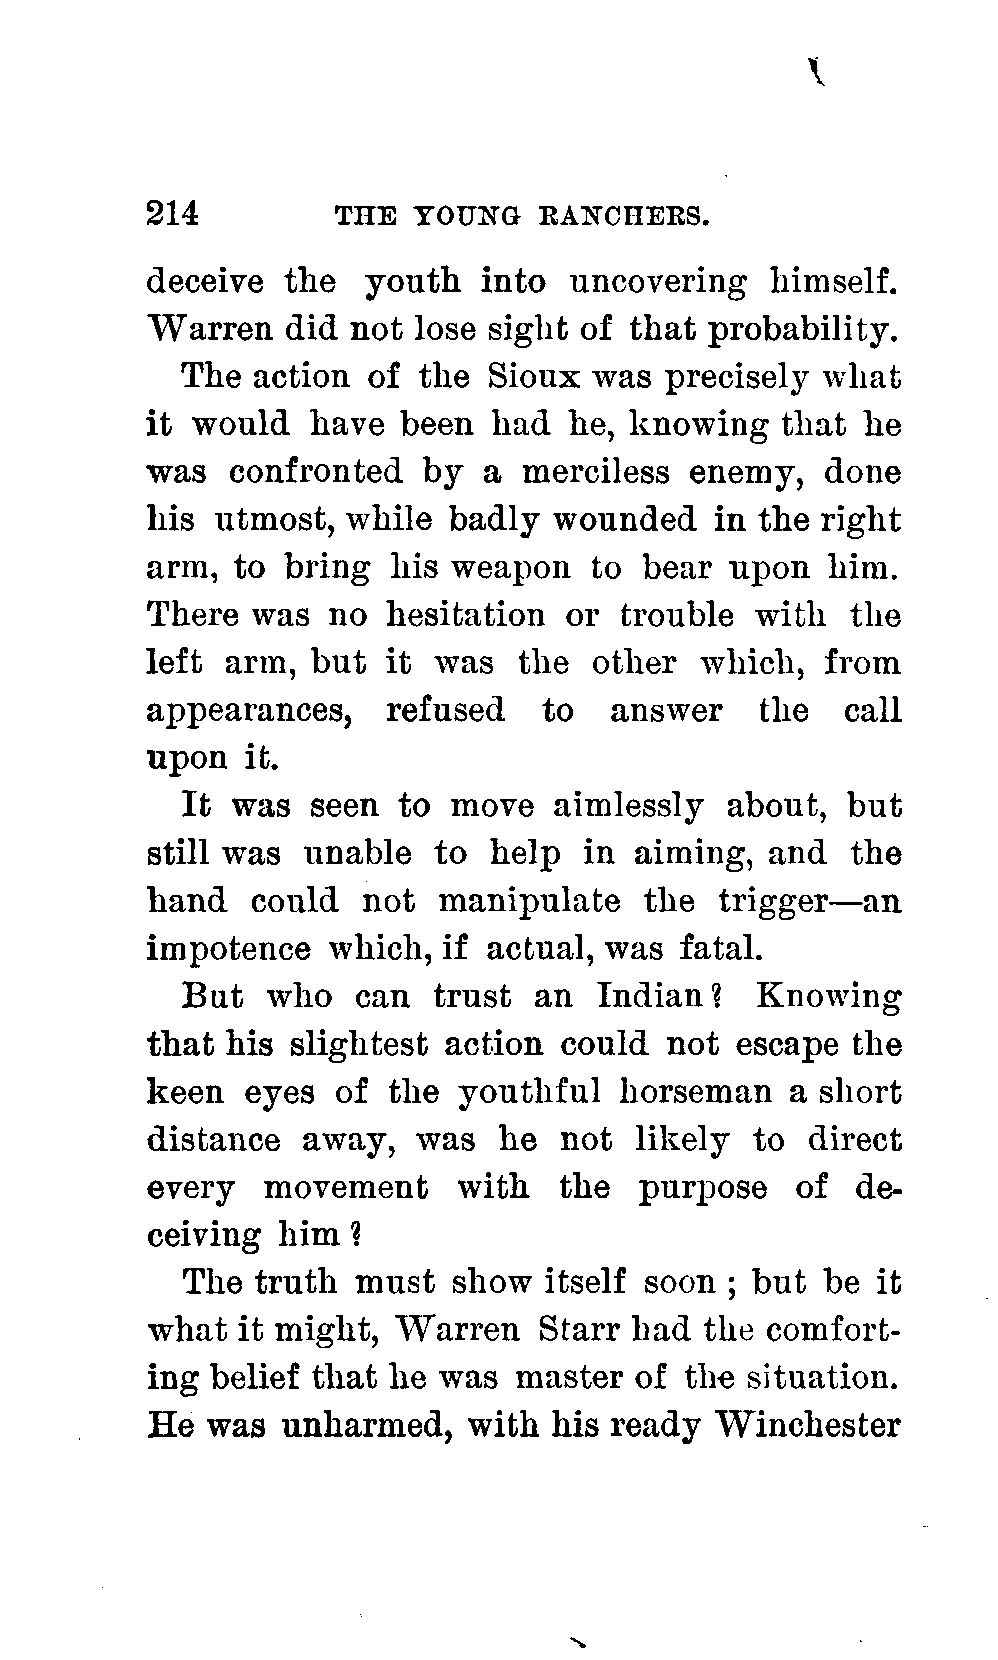 214 THE YOUNG RANCHERS.
deceive the youth into uncovering himself.
Warren did not lose sight of that probability.
The action of the Sioux was precisely what
it would have been had he, knowing that he
was confronted by a merciless enemy, done
his utmost, while badly wounded in the right
arm, to bring his weapon to bear upon him.
There was no hesitation or trouble with the
left arm, but it was the other which, from
appearances, refused to answer the call
upon it.
It was seen to move aimlessly about, but
still was unable to help in aiming, and the
hand could not manipulate the trigger—an
impotence which, if actual, was fatal.
But who can trust an Indian? Knowing
that his slightest action could not escape the
keen eyes of the youthful horseman a short
distance away, was he not likely to direct
every movement with the purpose of de-
ceiving him?
The truth must show itself soon; but be it
what it might, Warren Starr had the comfort-
ing belief that he was master of the situation.
He was unharmed, with his ready Winchester